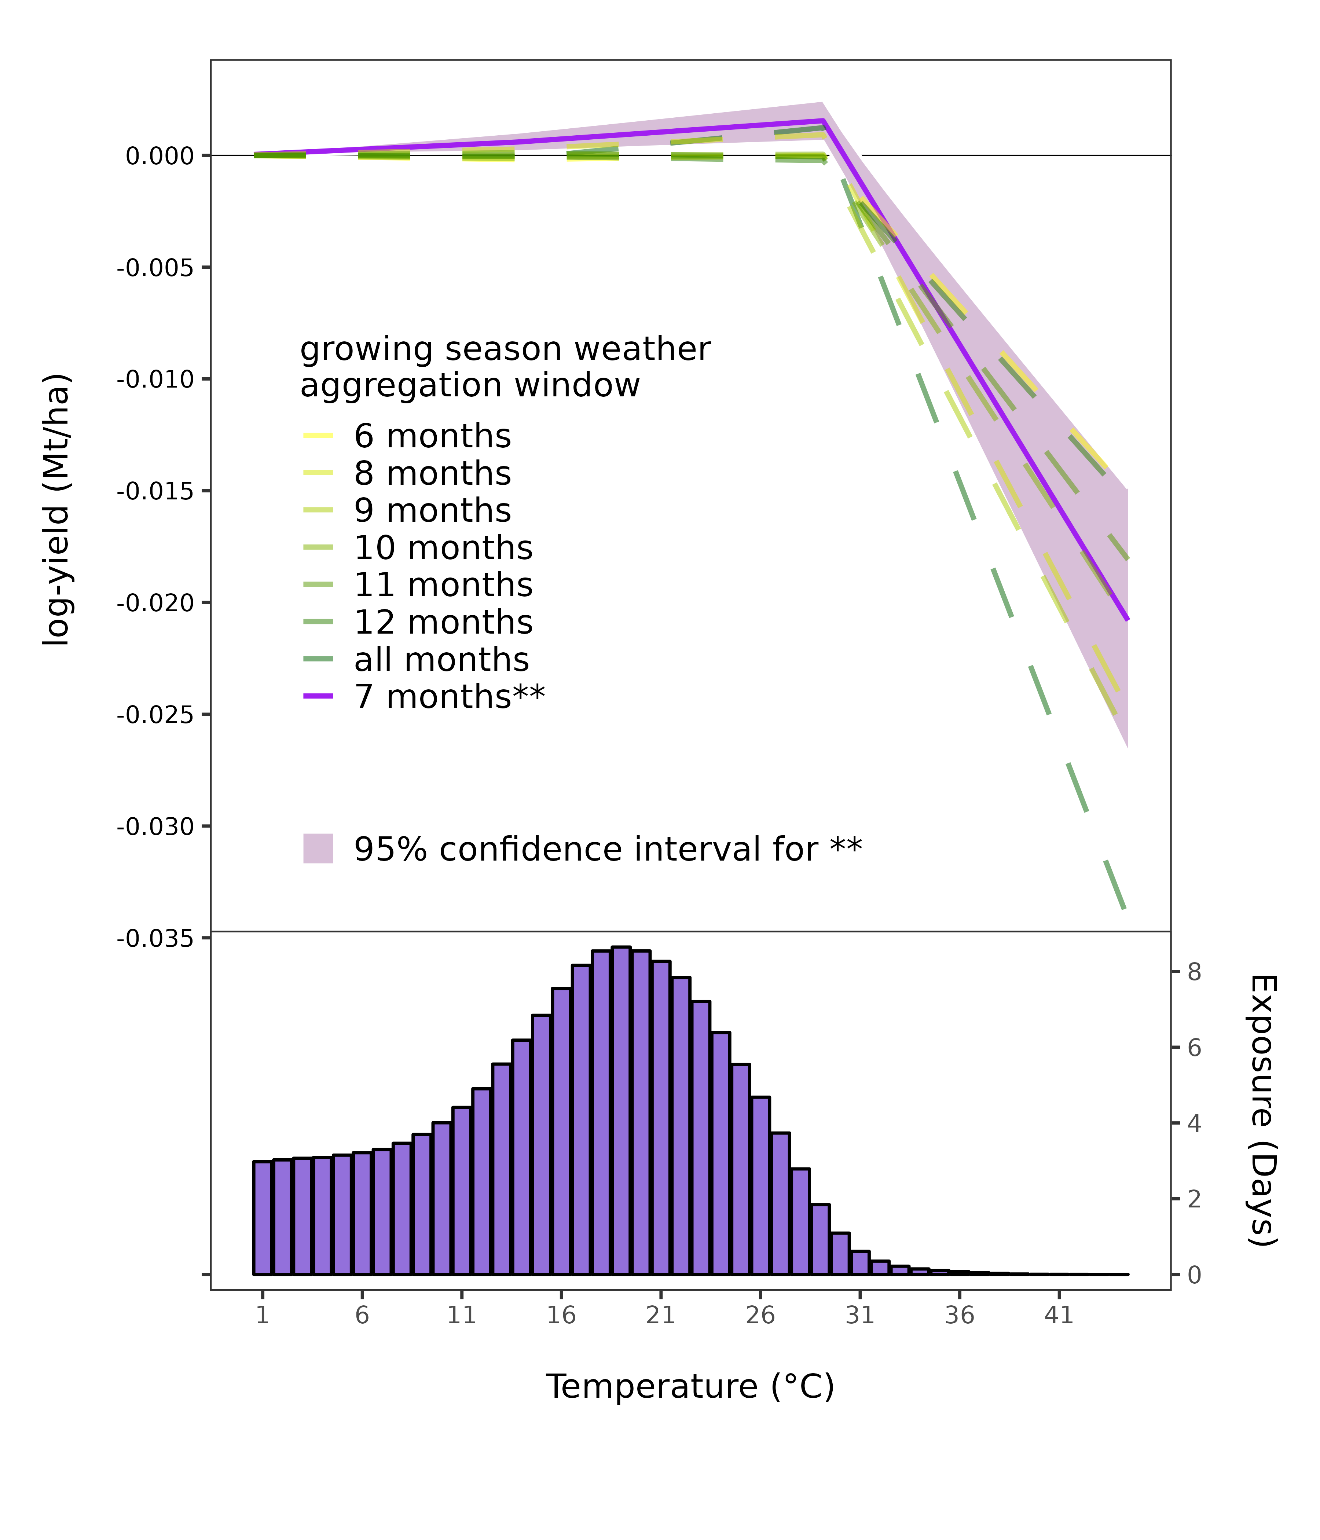 0.000
-0.005
-0.010
-0.015
-0.020
-0.025
-0.030
-0.035
log-yield (Mt/ha)
growing season weather
aggregation window
6 months
8 months
9 months
10 months
11 months
12 months
all months
7 months**
95% confidence interval for **
8
6
4
2
0
Exposure (Days)
1 6 11 16 21 26 31 36 41
Temperature (°C)